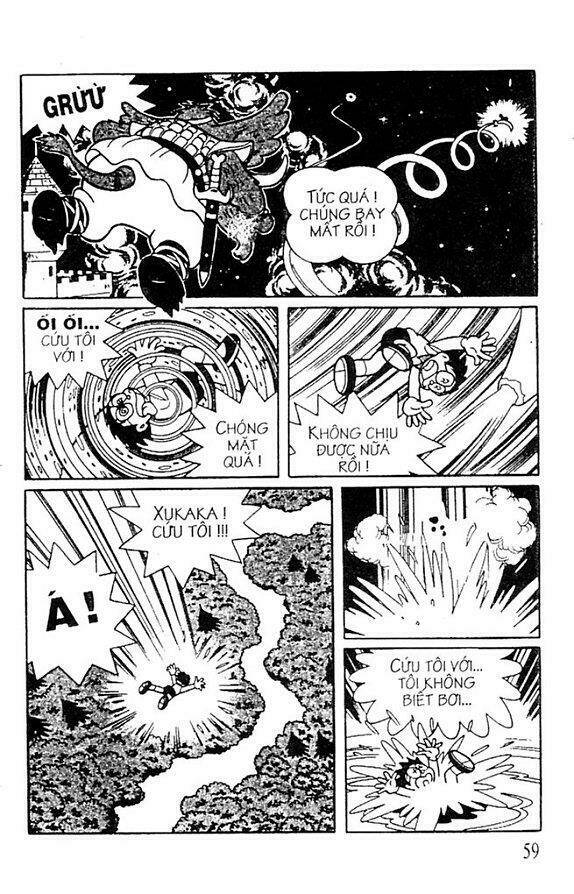 GRỪỪ
TỨC QUÁ !
CHÚNG BAY
MẤT RỒI !
ỐI ỐI...
CỨU TÔI
VỚI !
CHÓNG
MẶT
QUÁ !
KHÔNG CHỊU
ĐƯỢC NỮA
RỒI !
XUKAKA !
CỨU TÔI !!!
Á !
CỨU TÔI VỚI...
TÔI KHÔNG
BIẾT BƠI...
59